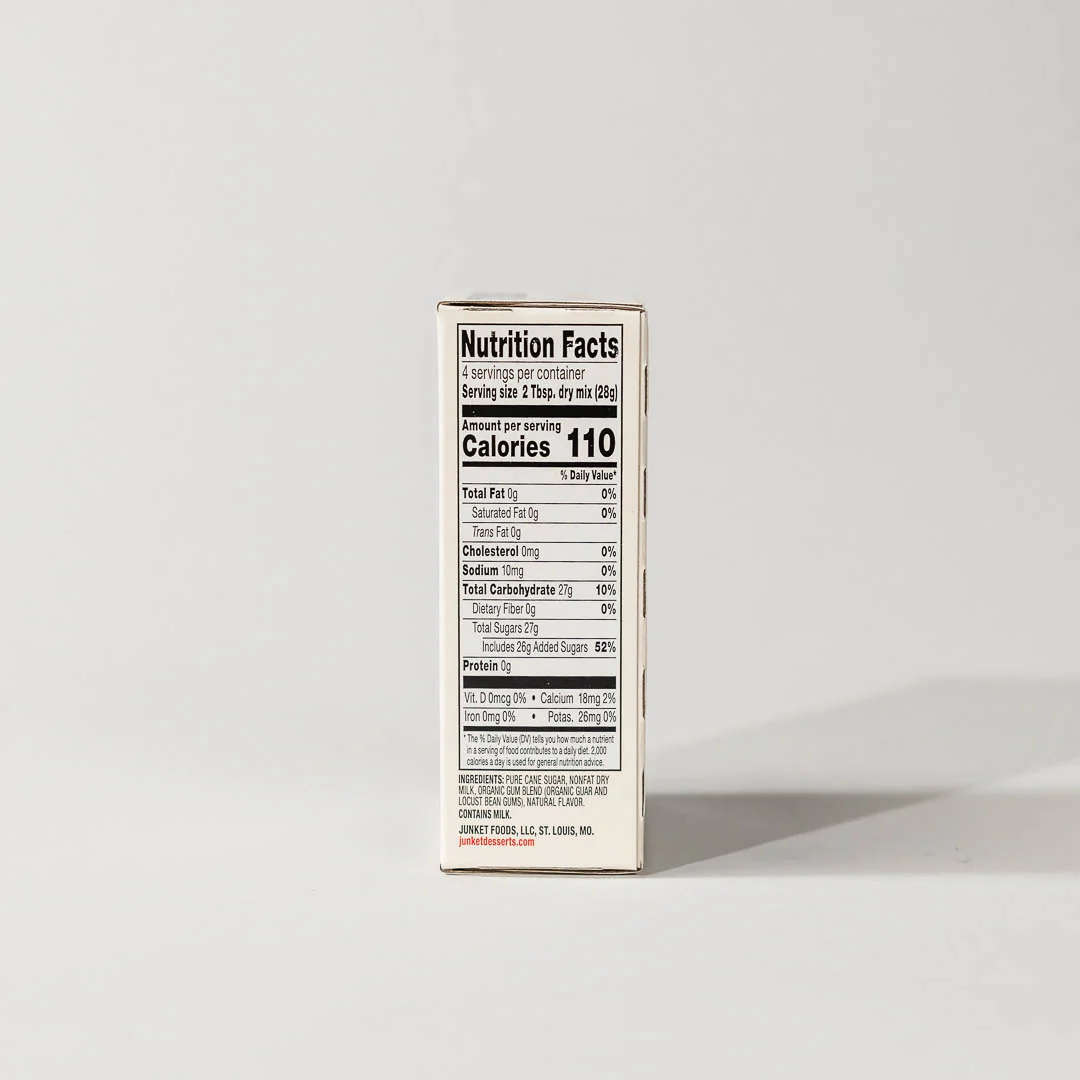 Nutrition Facts
4 servings per container
Serving size 2 Tbsp. dry mix (28g)
Amount per serving
Calories 110
% Daily Value*
Total Fat 0g 0%
Saturated Fat 0g 0%
Trans Fat 0g
Cholesterol 0mg 0%
Sodium 10mg 0%
Total Carbohydrate 27g 10%
Dietary Fiber 0g 0%
Total Sugars 27g
Includes 26g Added Sugars 52%
Protein 0g
Vit. D 0mcg 0% • Calcium 18mg 2%
Iron 0mg 0% • Potas. 26mg 0%
* The % Daily Value (DV) tells you how much a nutrient
in a serving of food contributes to a daily diet. 2,000
calories a day is used for general nutrition advice.
INGREDIENTS: PURE CANE SUGAR, NONFAT DRY
MILK, ORGANIC GUM BLEND (ORGANIC GUAR AND
LOCUST BEAN GUMS), NATURAL FLAVOR.
CONTAINS MILK.
JUNKET FOODS, LLC, ST. LOUIS, MO.
junketdesserts.com